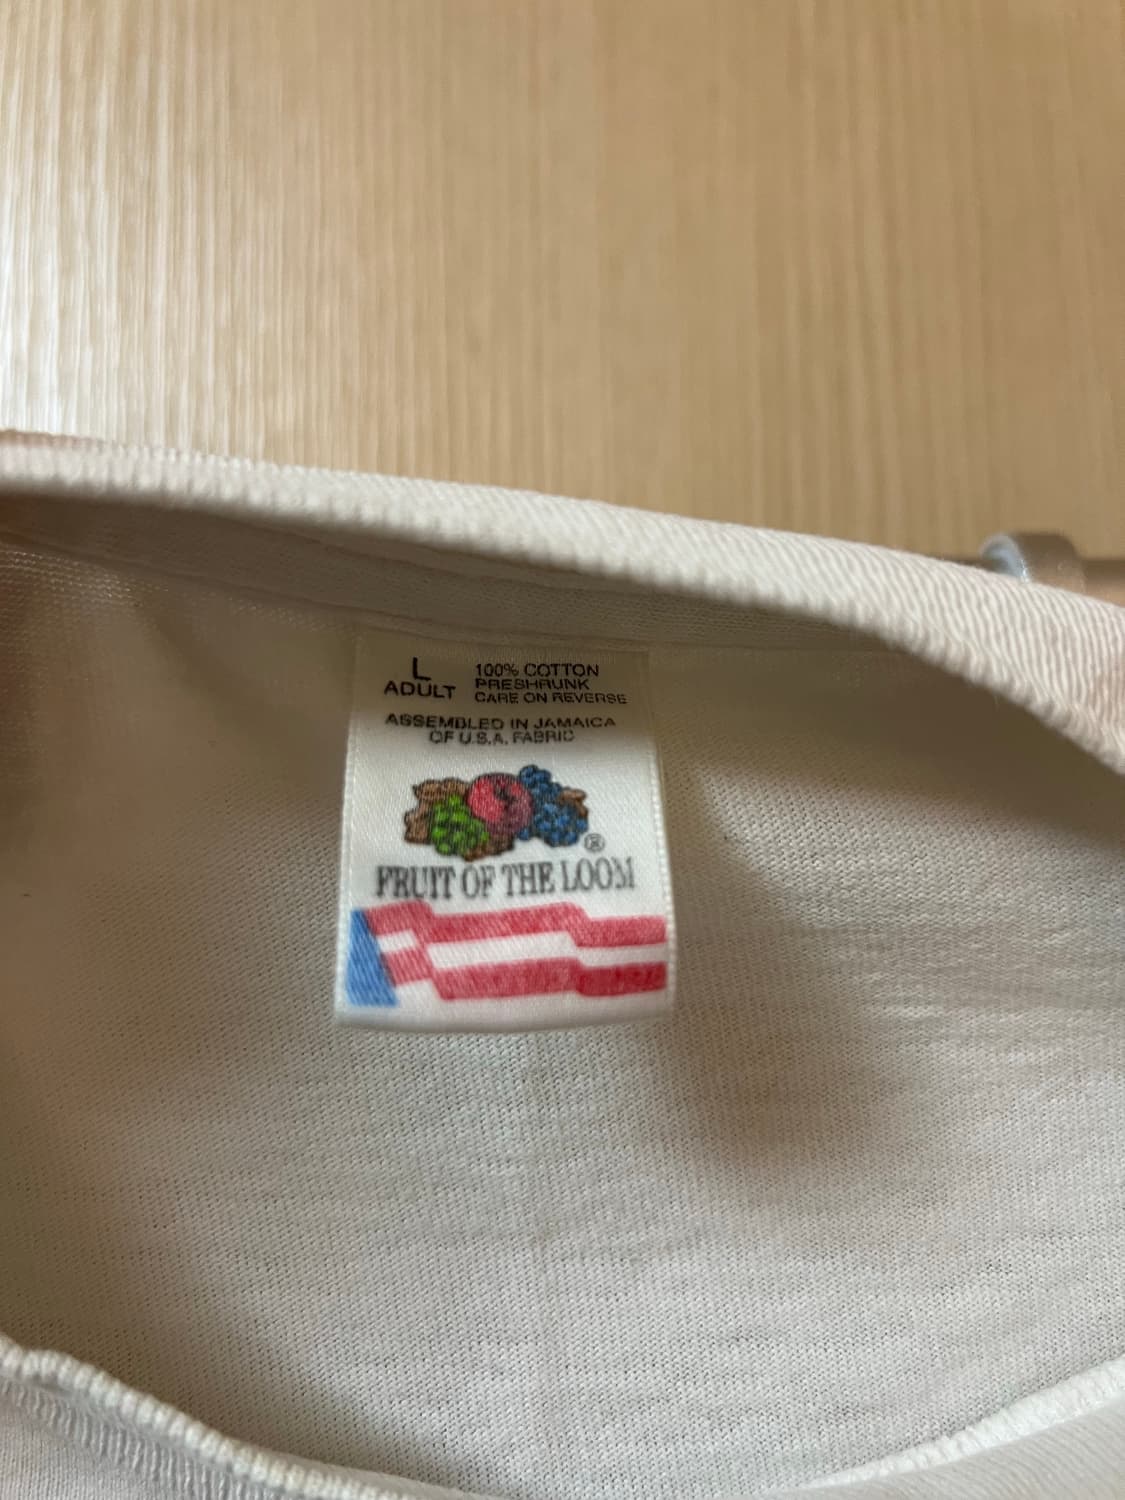 L
ADULT
100% COTTON
PRESHRUNK
CARE ON REVERSE
ASSEMBLED IN JAMAICA
OF U.S.A. FABRIC
®
FRUIT OF THE LOOM